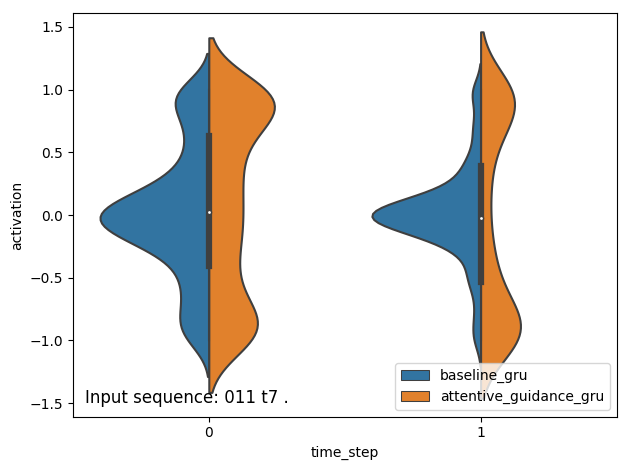 1.5
1.0
0.5
0.0
−0.5
−1.0
−1.5
activation
Input sequence: 011 t7 .
baseline_gru
attentive_guidance_gru
0
1
time_step